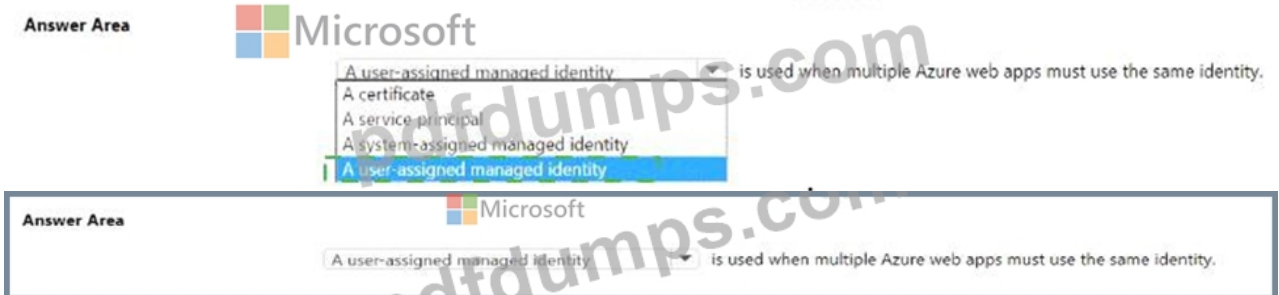 Answer Area
Microsoft
A user-assigned managed identity is used when multiple Azure web apps must use the same identity.
A certificate
A service principal
A system-assigned managed identity
A user-assigned managed identity
pdfdumps.com
Answer Area
Microsoft
A user-assigned managed identity is used when multiple Azure web apps must use the same identity.